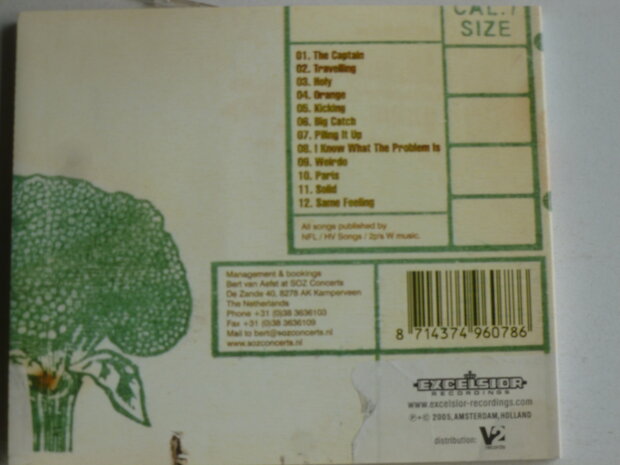 CAL. /
SIZE
01. The Captain
02. Travelling
03. Holy
04. Orange
05. Kicking
06. Big Catch
07. Piling It Up
08. I Know What The Problem Is
09. Weirdo
10. Paris
11. Solid
12. Same Feeling
All songs published by
NFL / HV Songs / 2prs W music.
Management & bookings
Bert van Aefst at SOZ Concerts
De Zande 40, 8278 AK Kamperveen
The Netherlands
Phone +31 (0)38 3636103
Fax +31 (0)38 3636109
Mail to bert@sozconcerts.nl
www.sozconcerts.nl
8 714374 960786
EXCELSIOR
RECORDINGS
www.excelsior-recordings.com
℗+© 2005, AMSTERDAM, HOLLAND
distribution: V2
records